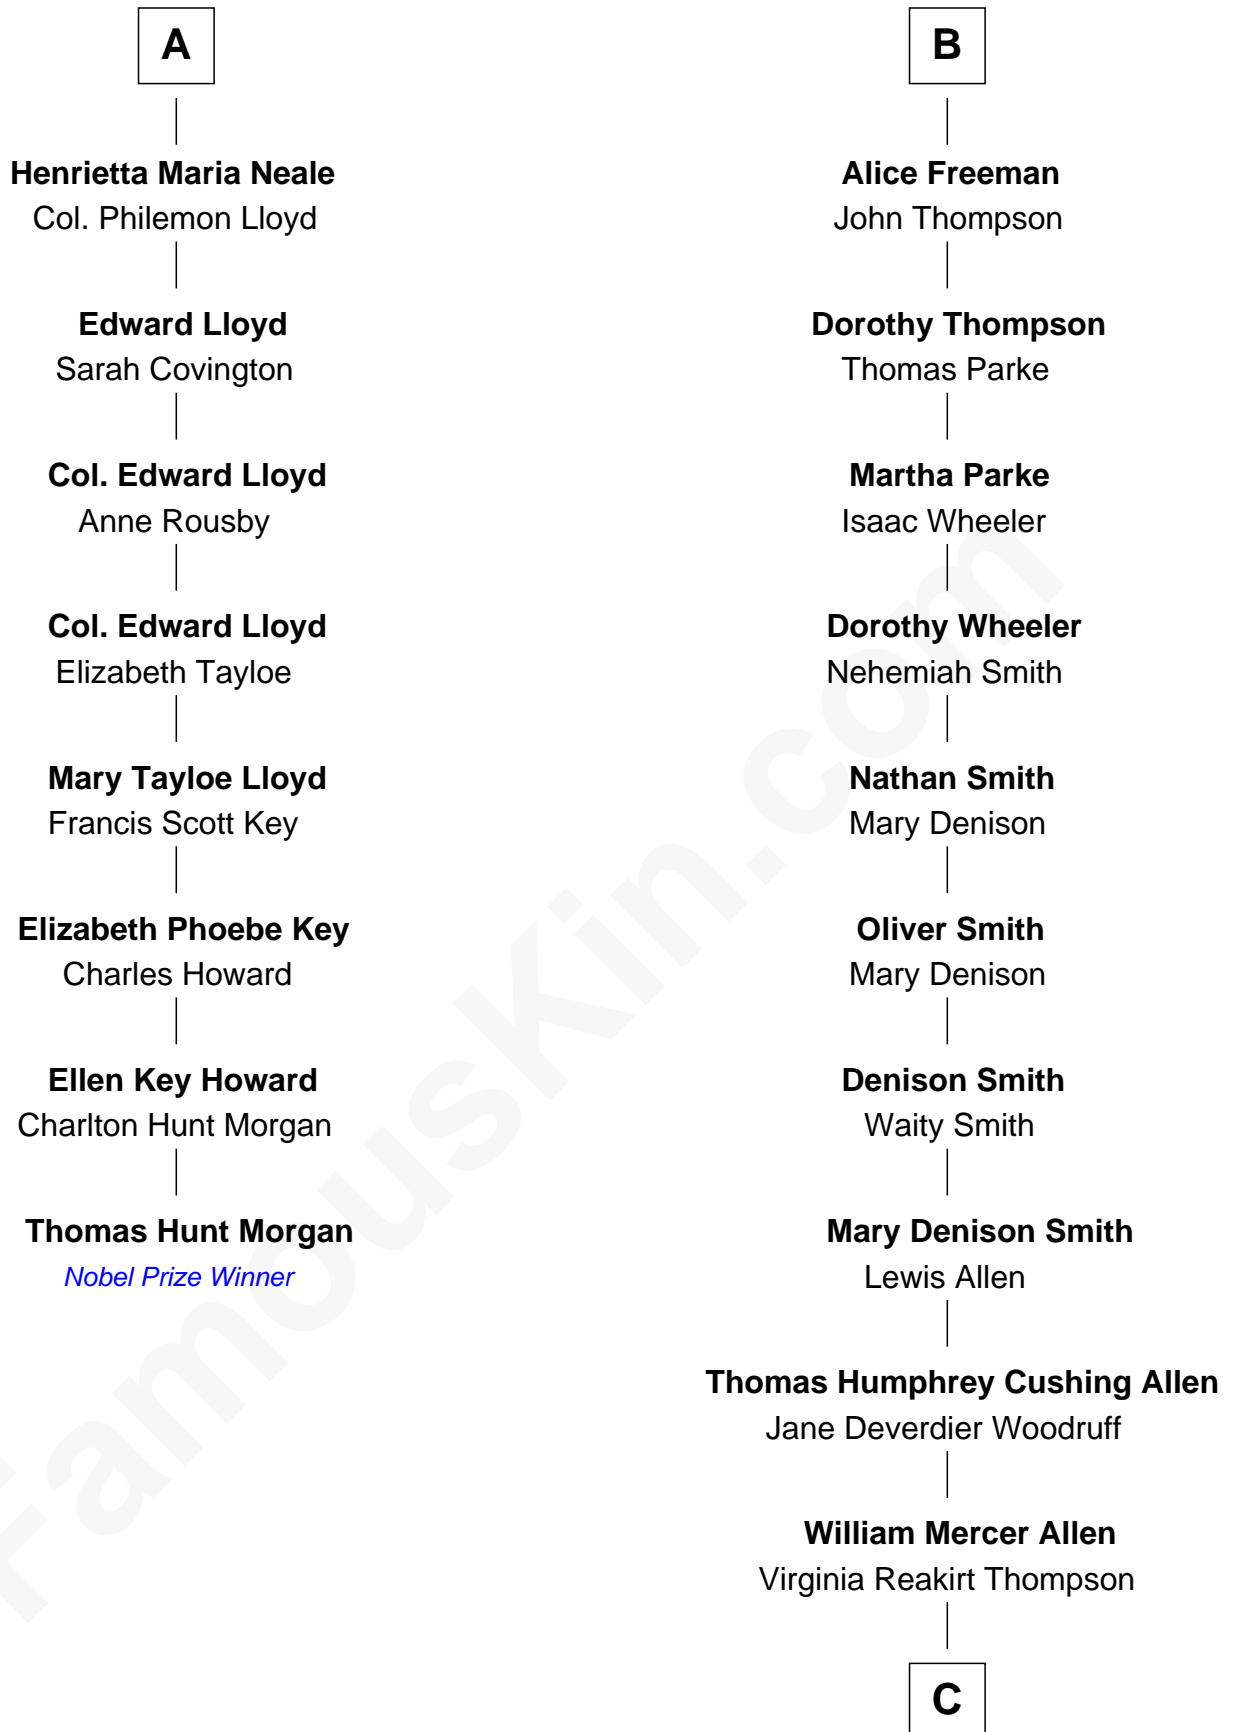 A
Henrietta Maria Neale
Col. Philemon Lloyd
Edward Lloyd
Sarah Covington
Col. Edward Lloyd
Anne Rousby
Col. Edward Lloyd
Elizabeth Tayloe
Mary Tayloe Lloyd
Francis Scott Key
Elizabeth Phoebe Key
Charles Howard
Ellen Key Howard
Charlton Hunt Morgan
Thomas Hunt Morgan
Nobel Prize Winner
B
Alice Freeman
John Thompson
Dorothy Thompson
Thomas Parke
Martha Parke
Isaac Wheeler
Dorothy Wheeler
Nehemiah Smith
Nathan Smith
Mary Denison
Oliver Smith
Mary Denison
Denison Smith
Waity Smith
Mary Denison Smith
Lewis Allen
Thomas Humphrey Cushing Allen
Jane Deverdier Woodruff
William Mercer Allen
Virginia Reakirt Thompson
C
FamousKin.com